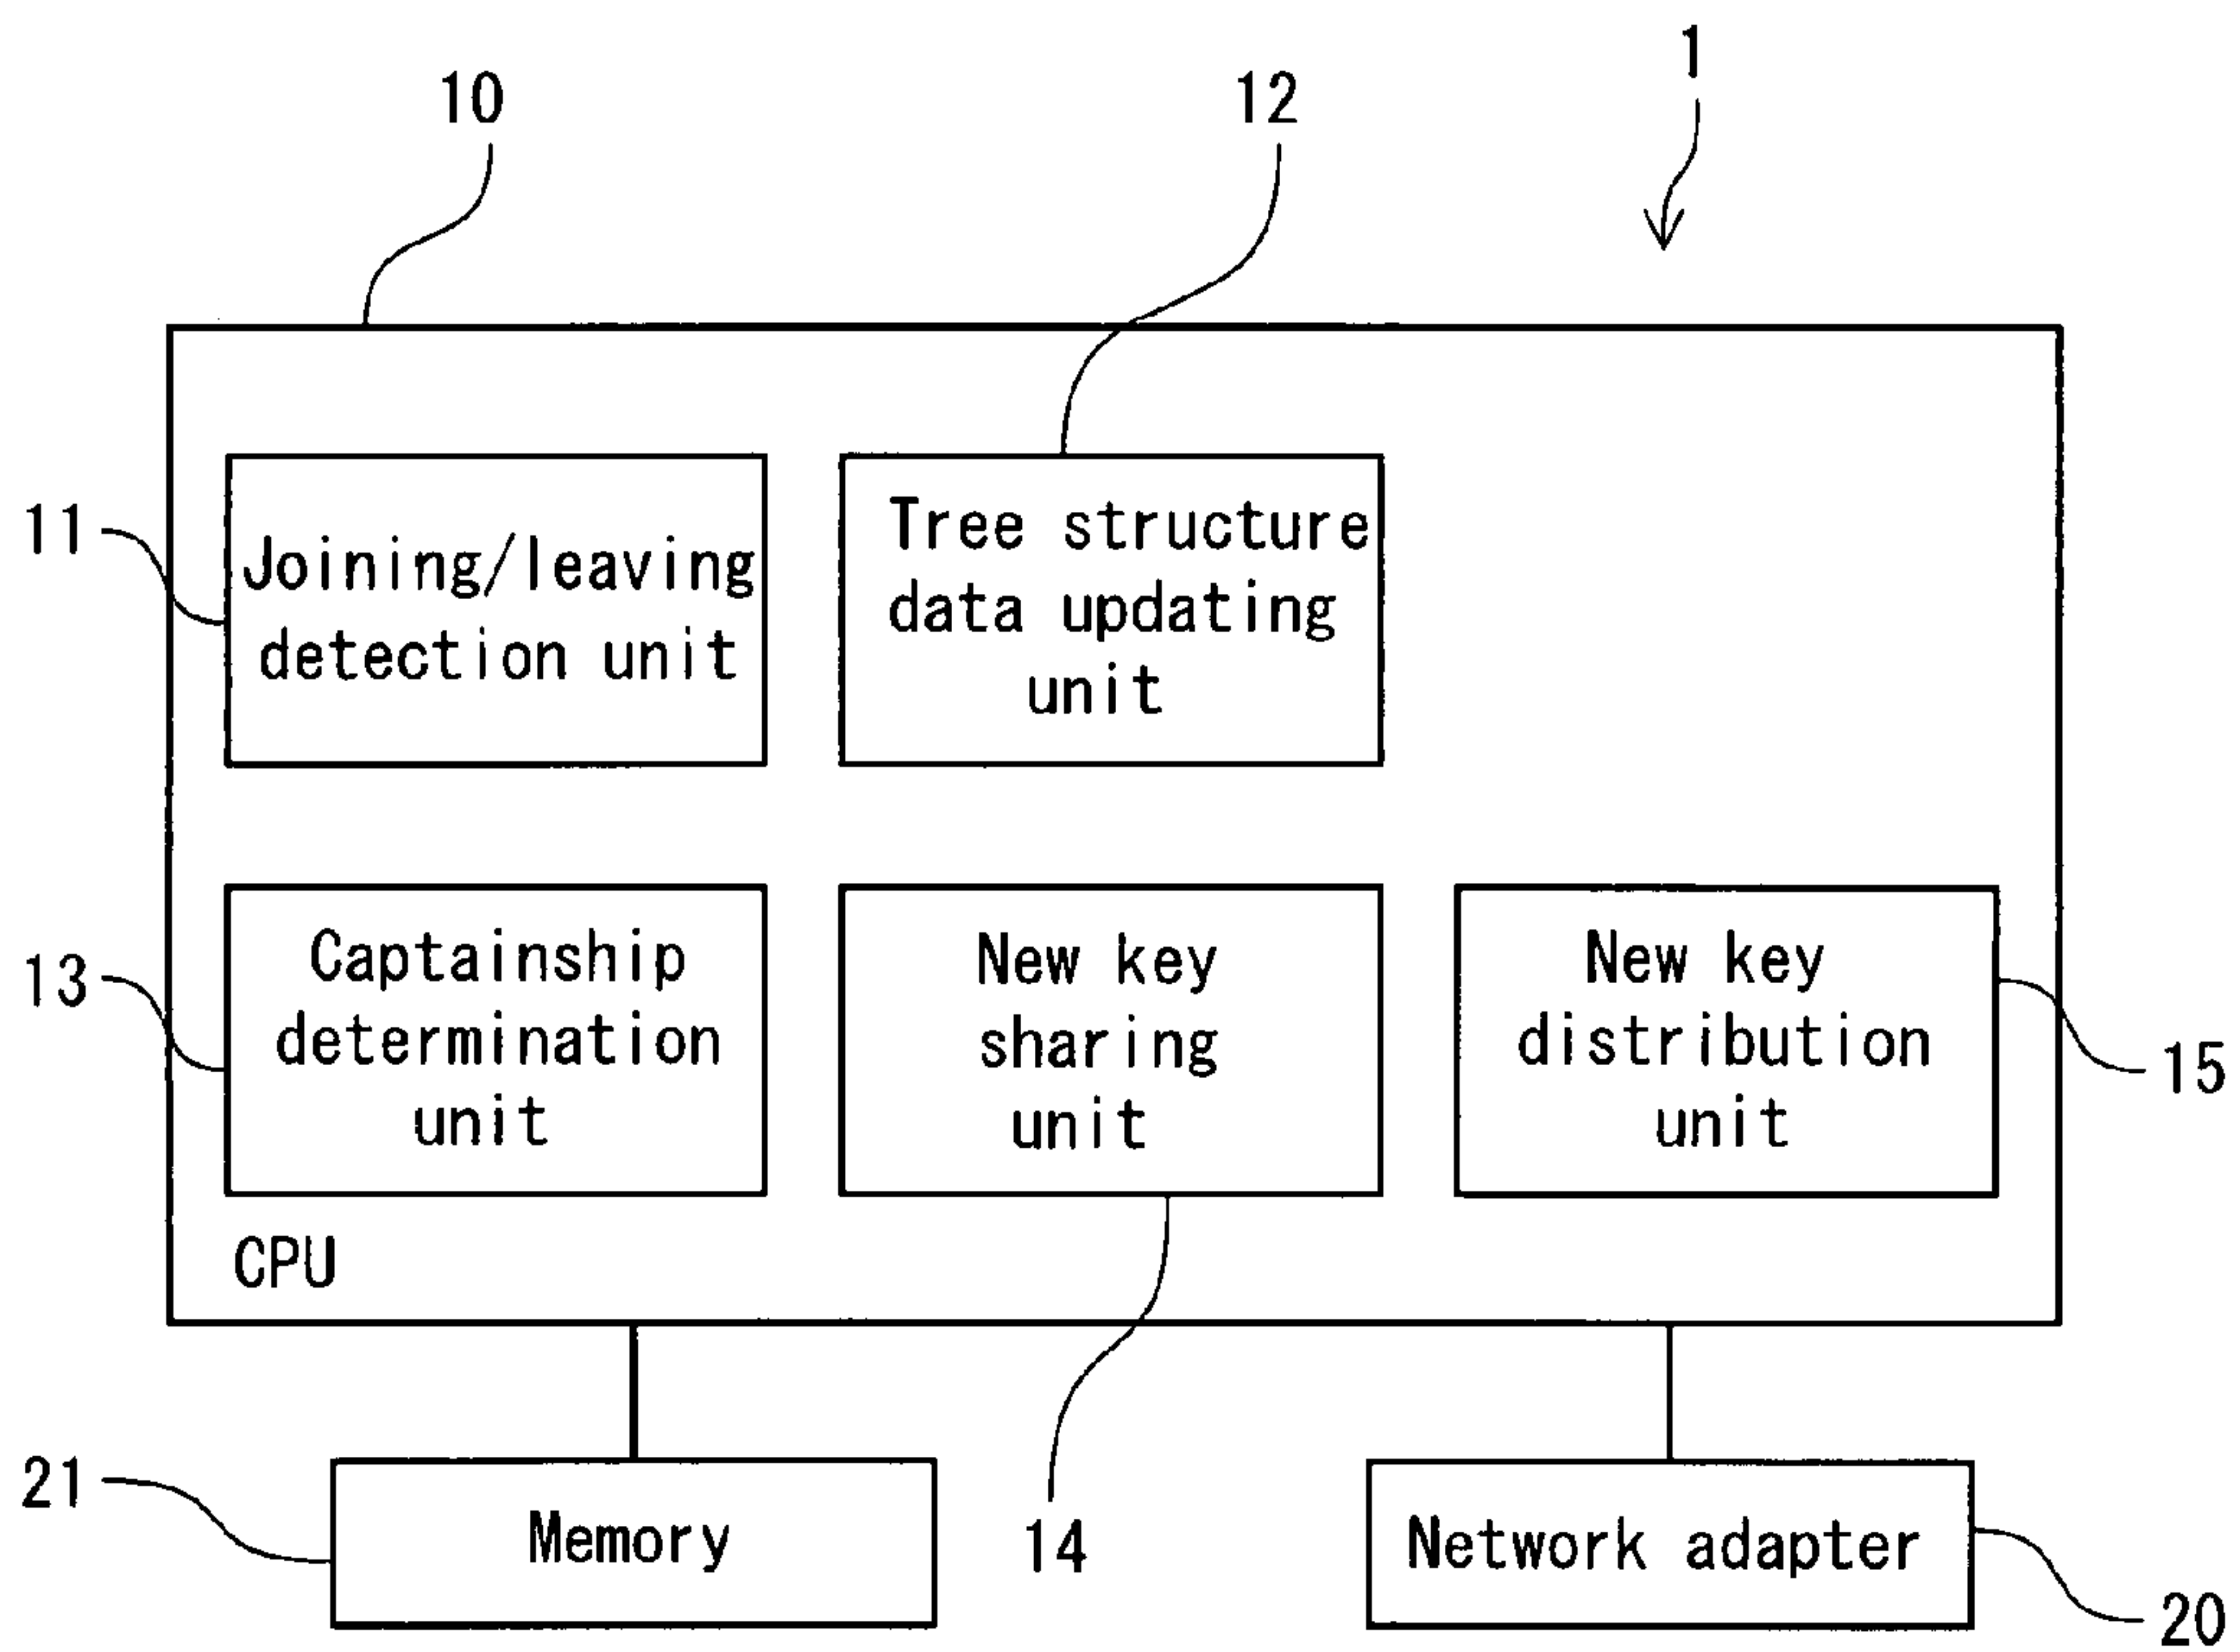 1
10
12
11
Joining/leaving
detection unit
Tree structure
data updating
unit
13
Captainship
determination
unit
New key
sharing
unit
New key
distribution
unit
15
CPU
21
Memory
14
Network adapter
20